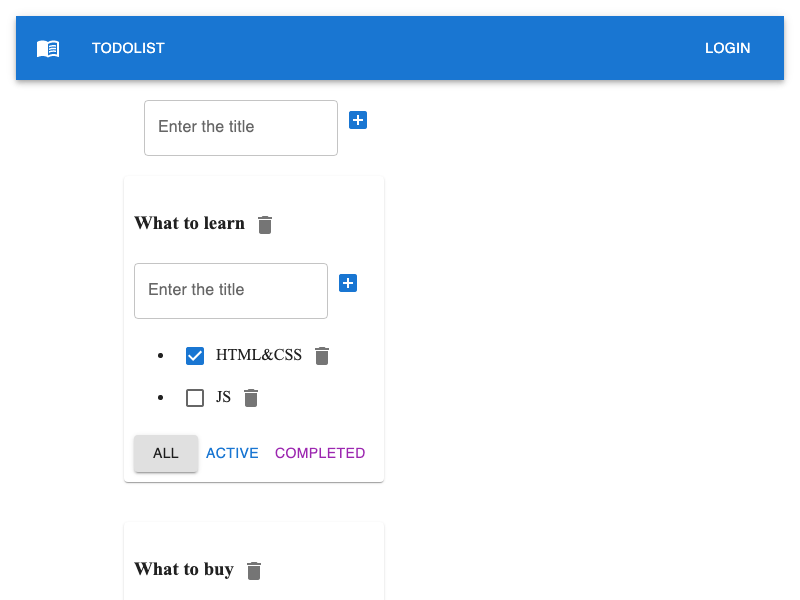 TODOLIST LOGIN
Enter the title
What to learn
Enter the title
HTML&CSS
JS
ALL ACTIVE COMPLETED
What to buy